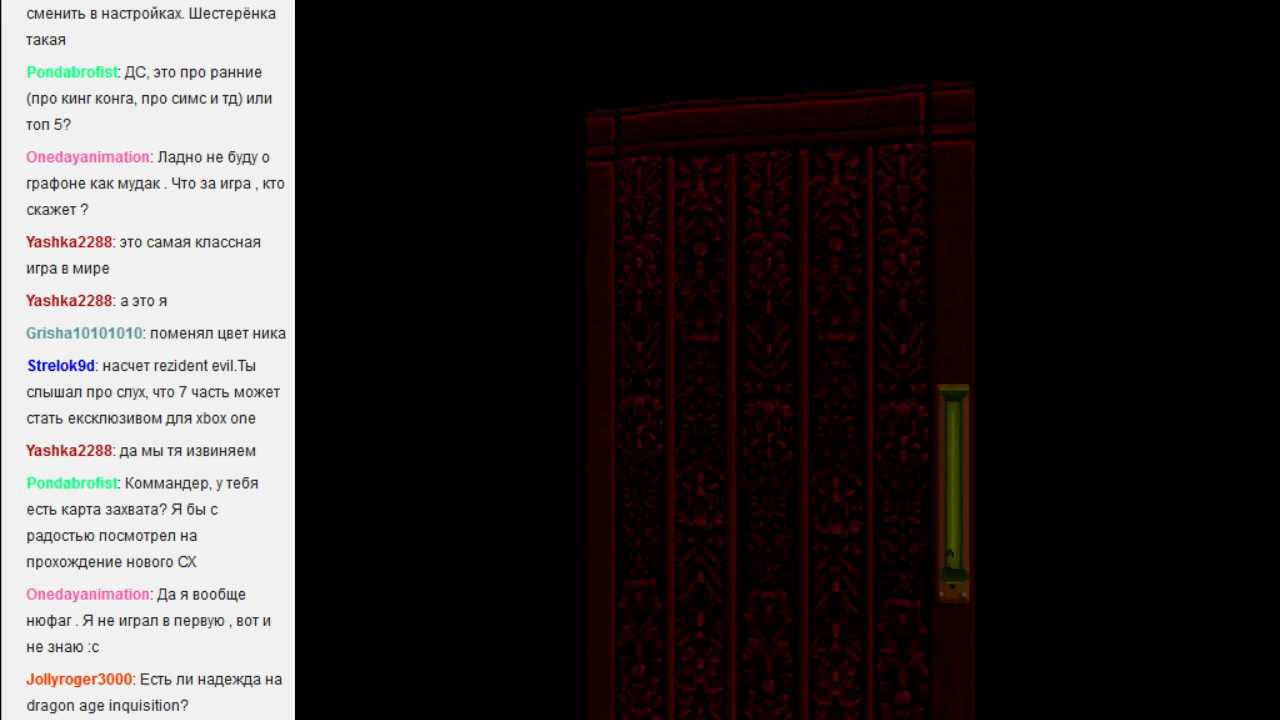 сменить в настройках. Шестерёнка
такая
Pondabrofist: ДС, это про ранние
(про кинг конга, про симс и тд) или
топ 5?
Onedayanimation: Ладно не буду о
графоне как мудак . Что за игра , кто
скажет ?
Yashka2288: это самая классная
игра в мире
Yashka2288: а это я
Grisha10101010: поменял цвет ника
Strelok9d: насчет rezident evil.Ты
слышал про слух, что 7 часть может
стать ексклюзивом для xbox one
Yashka2288: да мы тя извиняем
Pondabrofist: Коммандер, у тебя
есть карта захвата? Я бы с
радостью посмотрел на
прохождение нового СХ
Onedayanimation: Да я вообще
нюфаг . Я не играл в первую , вот и
не знаю :с
Jollyroger3000: Есть ли надежда на
dragon age inquisition?